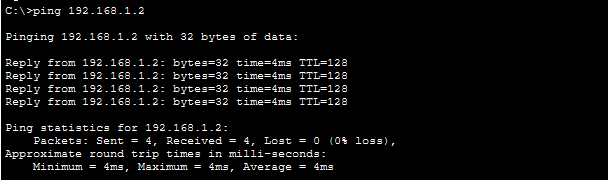 C:\>ping 192.168.1.2
Pinging 192.168.1.2 with 32 bytes of data:
Reply from 192.168.1.2: bytes=32 time=4ms TTL=128
Reply from 192.168.1.2: bytes=32 time=4ms TTL=128
Reply from 192.168.1.2: bytes=32 time=4ms TTL=128
Reply from 192.168.1.2: bytes=32 time=4ms TTL=128
Ping statistics for 192.168.1.2:
    Packets: Sent = 4, Received = 4, Lost = 0 (0% loss),
Approximate round trip times in milli-seconds:
    Minimum = 4ms, Maximum = 4ms, Average = 4ms